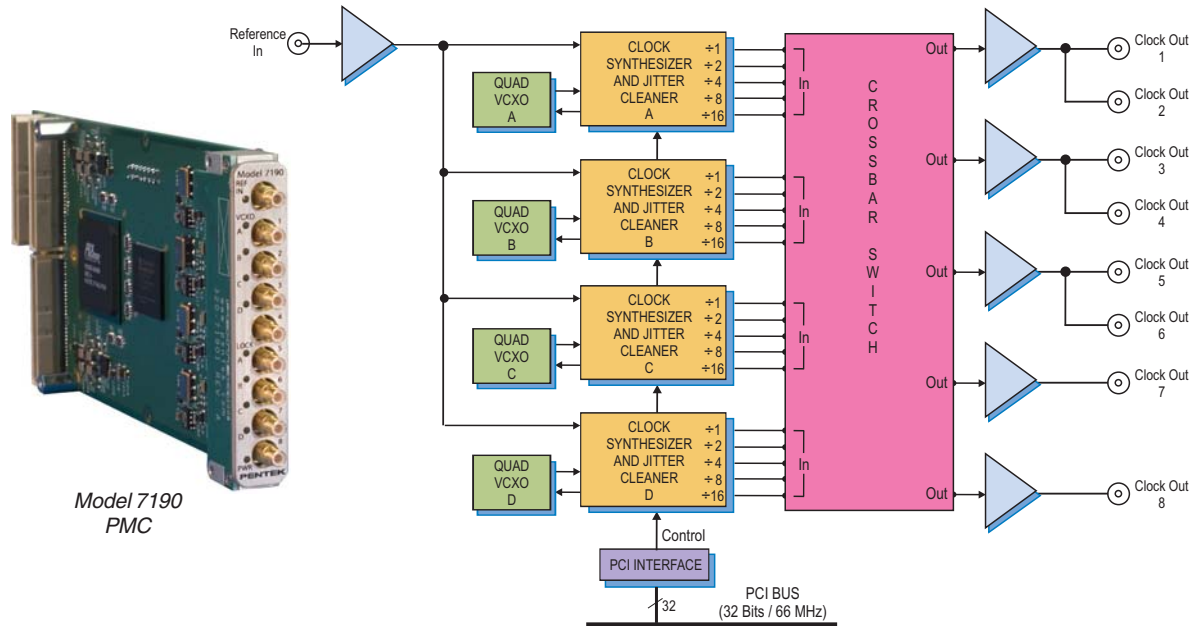 Reference
In
CLOCK
SYNTHESIZER
AND JITTER
CLEANER
A
÷1
÷2
÷4
÷8
÷16
QUAD
VCXO
A
In
CLOCK
SYNTHESIZER
AND JITTER
CLEANER
B
÷1
÷2
÷4
÷8
÷16
QUAD
VCXO
B
In
CLOCK
SYNTHESIZER
AND JITTER
CLEANER
C
÷1
÷2
÷4
÷8
÷16
QUAD
VCXO
C
In
CLOCK
SYNTHESIZER
AND JITTER
CLEANER
D
÷1
÷2
÷4
÷8
÷16
QUAD
VCXO
D
In
CROSSBAR SWITCH
Out
Out
Out
Out
Out
Clock Out
1
Clock Out
2
Clock Out
3
Clock Out
4
Clock Out
5
Clock Out
6
Clock Out
7
Clock Out
8
Control
PCI INTERFACE
32
PCI BUS
(32 Bits / 66 MHz)
Model 7190
REF
IN
VCXO
A
B
C
D
LOCK
A
B
C
D
PWR
PENTEK
Model 7190
PMC